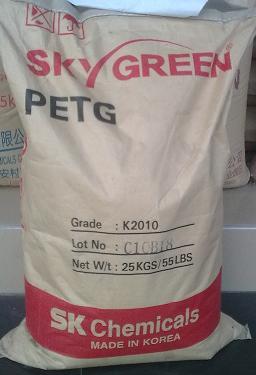 SKYGREEN®
PETG
Grade : K2010
Lot No : C1CB18
Net W/t : 25KGS/55LBS
SK Chemicals
MADE IN KOREA